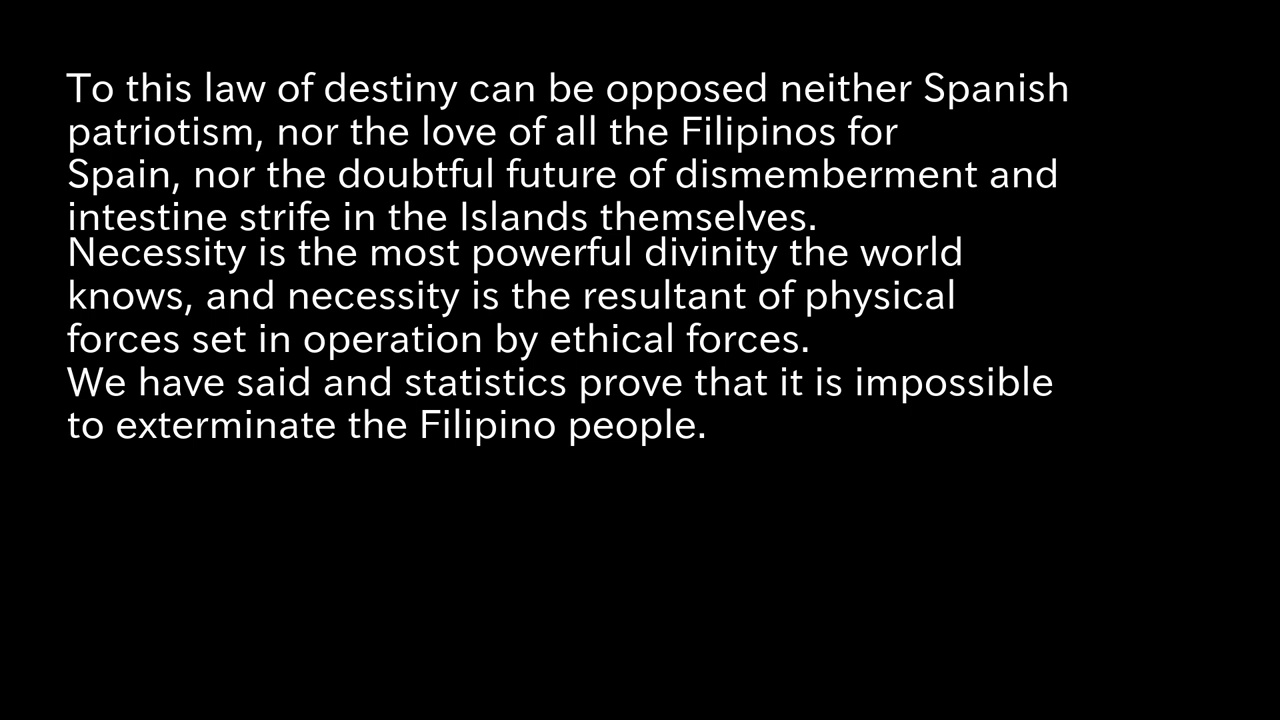 To this law of destiny can be opposed neither Spanish
patriotism, nor the love of all the Filipinos for
Spain, nor the doubtful future of dismemberment and
intestine strife in the Islands themselves.
Necessity is the most powerful divinity the world
knows, and necessity is the resultant of physical
forces set in operation by ethical forces.
We have said and statistics prove that it is impossible
to exterminate the Filipino people.